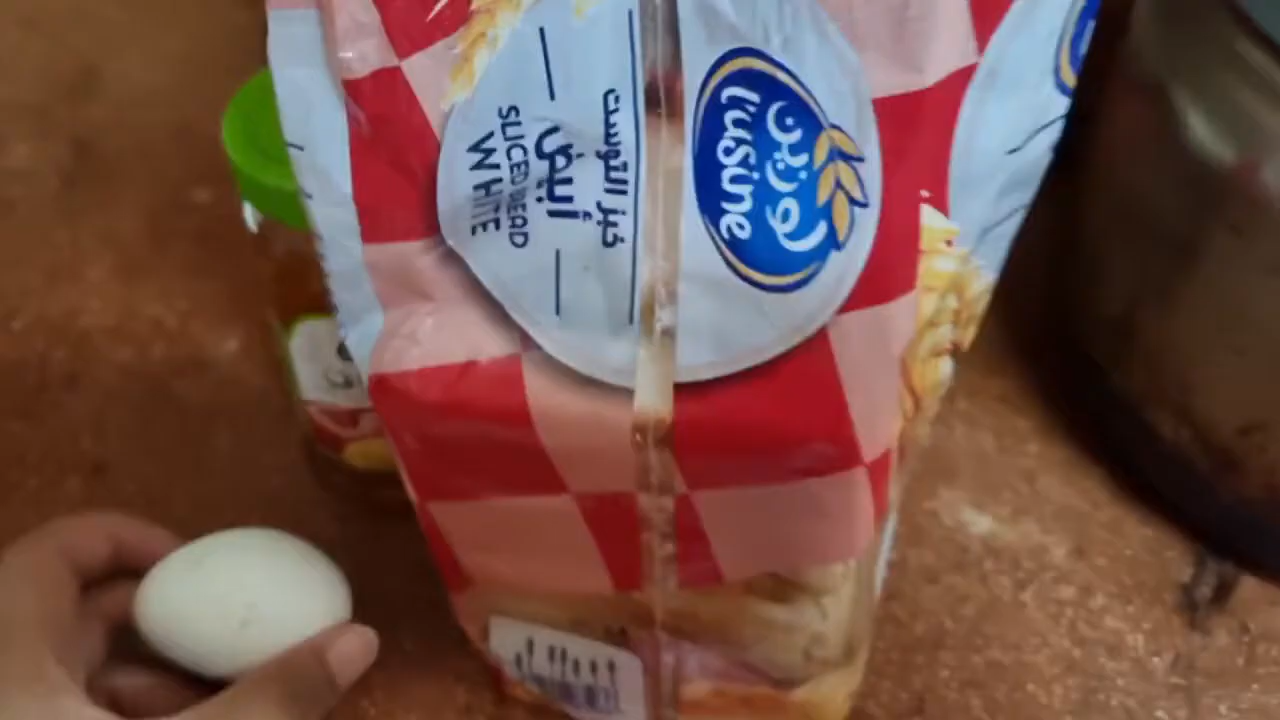 لوزين
l'usine
خبز التوست
أبيض
SLICED BREAD
WHITE